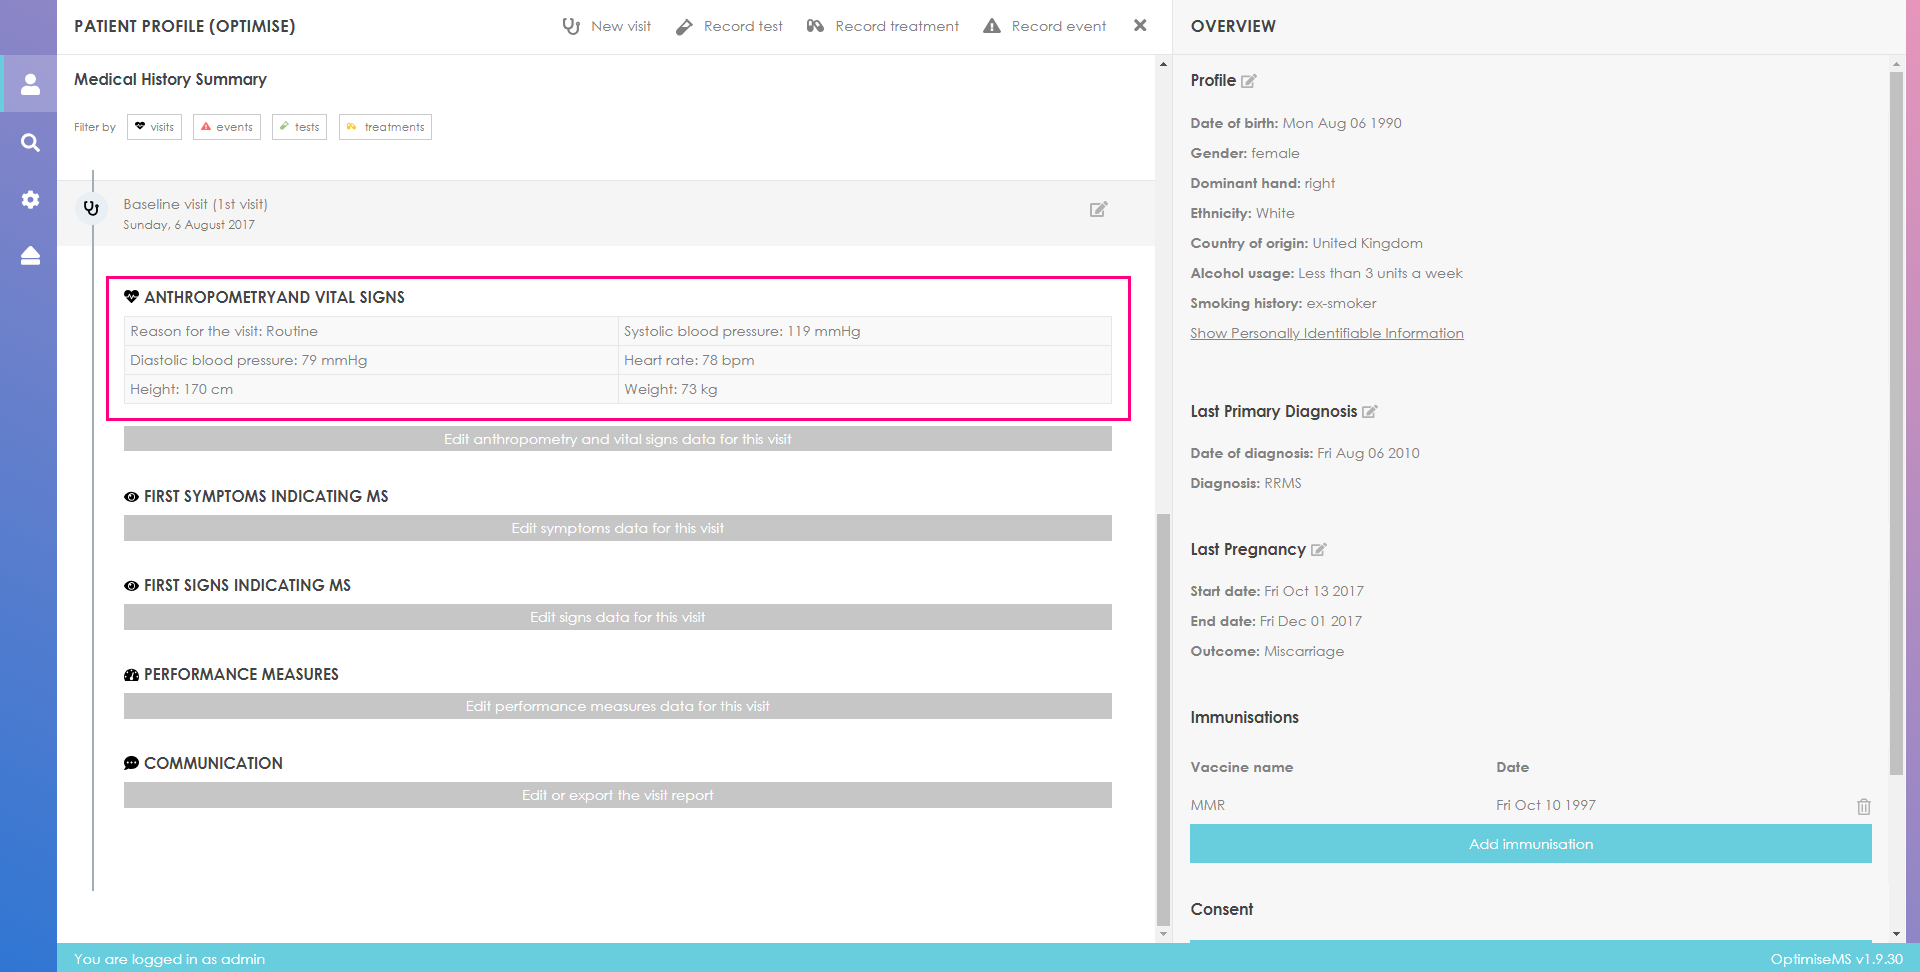 PATIENT PROFILE (OPTIMISE)
New visit
Record test
Record treatment
Record event
Medical History Summary
Filter by
visits
events
tests
treatments
Baseline visit (1st visit)
Sunday, 6 August 2017
ANTHROPOMETRYAND VITAL SIGNS
Reason for the visit: Routine
Systolic blood pressure: 119 mmHg
Diastolic blood pressure: 79 mmHg
Heart rate: 78 bpm
Height: 170 cm
Weight: 73 kg
Edit anthropometry and vital signs data for this visit
FIRST SYMPTOMS INDICATING MS
Edit symptoms data for this visit
FIRST SIGNS INDICATING MS
Edit signs data for this visit
PERFORMANCE MEASURES
Edit performance measures data for this visit
COMMUNICATION
Edit or export the visit report
OVERVIEW
Profile
Date of birth: Mon Aug 06 1990
Gender: female
Dominant hand: right
Ethnicity: White
Country of origin: United Kingdom
Alcohol usage: Less than 3 units a week
Smoking history: ex-smoker
Show Personally Identifiable Information
Last Primary Diagnosis
Date of diagnosis: Fri Aug 06 2010
Diagnosis: RRMS
Last Pregnancy
Start date: Fri Oct 13 2017
End date: Fri Dec 01 2017
Outcome: Miscarriage
Immunisations
Vaccine name
Date
MMR
Fri Oct 10 1997
Add immunisation
Consent
You are logged in as admin
OptimiseMS v1.9.30